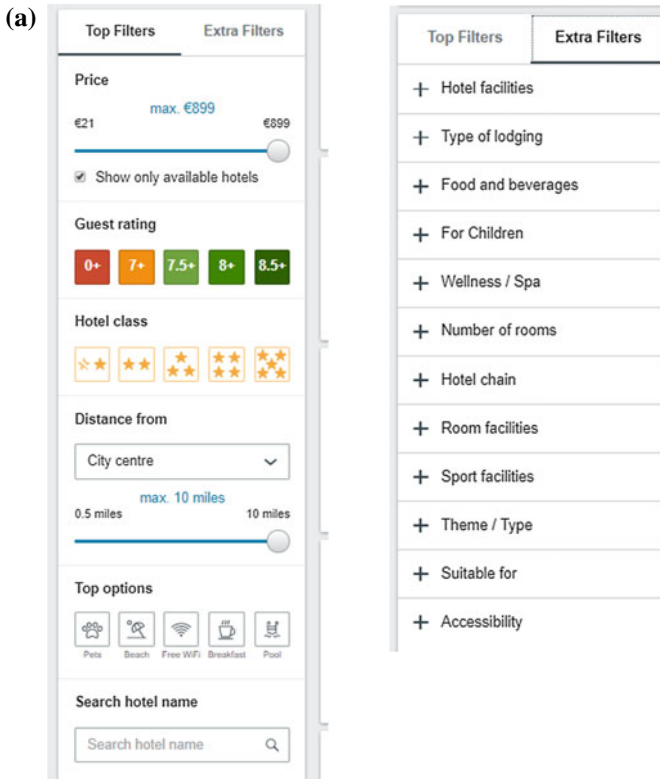 (a)
Top Filters Extra Filters
Price
max. €899
€21 €899
Show only available hotels
Guest rating
0+ 7+ 7.5+ 8+ 8.5+
Hotel class
Distance from
City centre
max. 10 miles
0.5 miles 10 miles
Top options
Pets Beach Free WiFi Breakfast Pool
Search hotel name
Search hotel name
Top Filters Extra Filters
+ Hotel facilities
+ Type of lodging
+ Food and beverages
+ For Children
+ Wellness / Spa
+ Number of rooms
+ Hotel chain
+ Room facilities
+ Sport facilities
+ Theme / Type
+ Suitable for
+ Accessibility